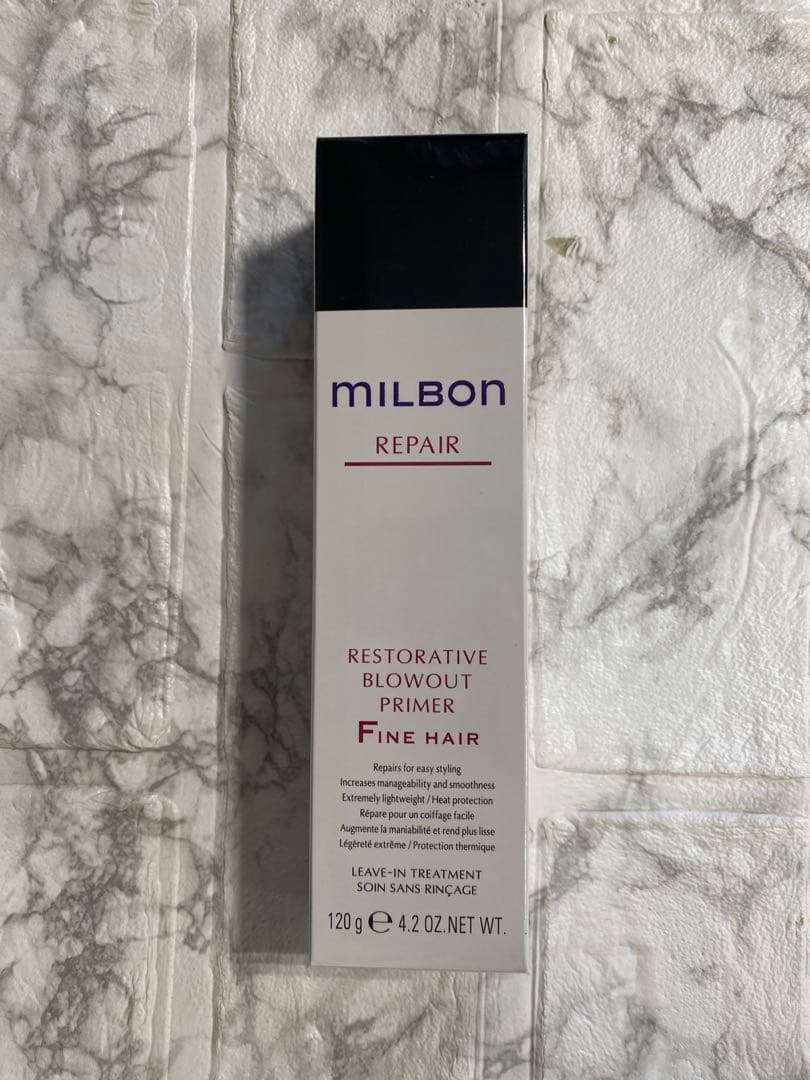 MILBON
REPAIR
RESTORATIVE
BLOWOUT
PRIMER
FINE HAIR
Repairs for easy styling
Increases manageability and smoothness
Extremely lightweight / Heat protection
Répare pour un coiffage facile
Augmente la maniabilité et rend plus lisse
Légèreté extrême / Protection thermique
LEAVE-IN TREATMENT
SOIN SANS RINÇAGE
120 g ℮ 4.2 OZ.NET WT.